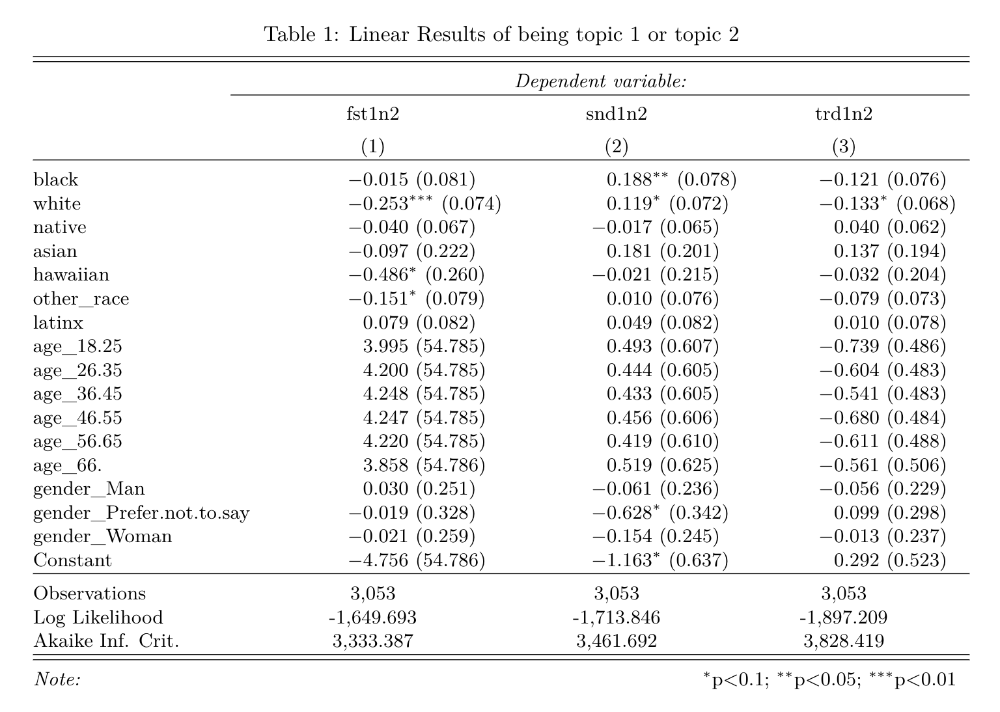 Table 1: Linear Results of being topic 1 or topic 2
Dependent variable:
fst1n2 snd1n2 trd1n2
(1) (2) (3)
black −0.015 (0.081) 0.188** (0.078) −0.121 (0.076)
white −0.253*** (0.074) 0.119* (0.072) −0.133* (0.068)
native −0.040 (0.067) −0.017 (0.065) 0.040 (0.062)
asian −0.097 (0.222) 0.181 (0.201) 0.137 (0.194)
hawaiian −0.486* (0.260) −0.021 (0.215) −0.032 (0.204)
other_race −0.151* (0.079) 0.010 (0.076) −0.079 (0.073)
latinx 0.079 (0.082) 0.049 (0.082) 0.010 (0.078)
age_18.25 3.995 (54.785) 0.493 (0.607) −0.739 (0.486)
age_26.35 4.200 (54.785) 0.444 (0.605) −0.604 (0.483)
age_36.45 4.248 (54.785) 0.433 (0.605) −0.541 (0.483)
age_46.55 4.247 (54.785) 0.456 (0.606) −0.680 (0.484)
age_56.65 4.220 (54.785) 0.419 (0.610) −0.611 (0.488)
age_66. 3.858 (54.786) 0.519 (0.625) −0.561 (0.506)
gender_Man 0.030 (0.251) −0.061 (0.236) −0.056 (0.229)
gender_Prefer.not.to.say −0.019 (0.328) −0.628* (0.342) 0.099 (0.298)
gender_Woman −0.021 (0.259) −0.154 (0.245) −0.013 (0.237)
Constant −4.756 (54.786) −1.163* (0.637) 0.292 (0.523)
Observations 3,053 3,053 3,053
Log Likelihood -1,649.693 -1,713.846 -1,897.209
Akaike Inf. Crit. 3,333.387 3,461.692 3,828.419
Note: *p<0.1; **p<0.05; ***p<0.01